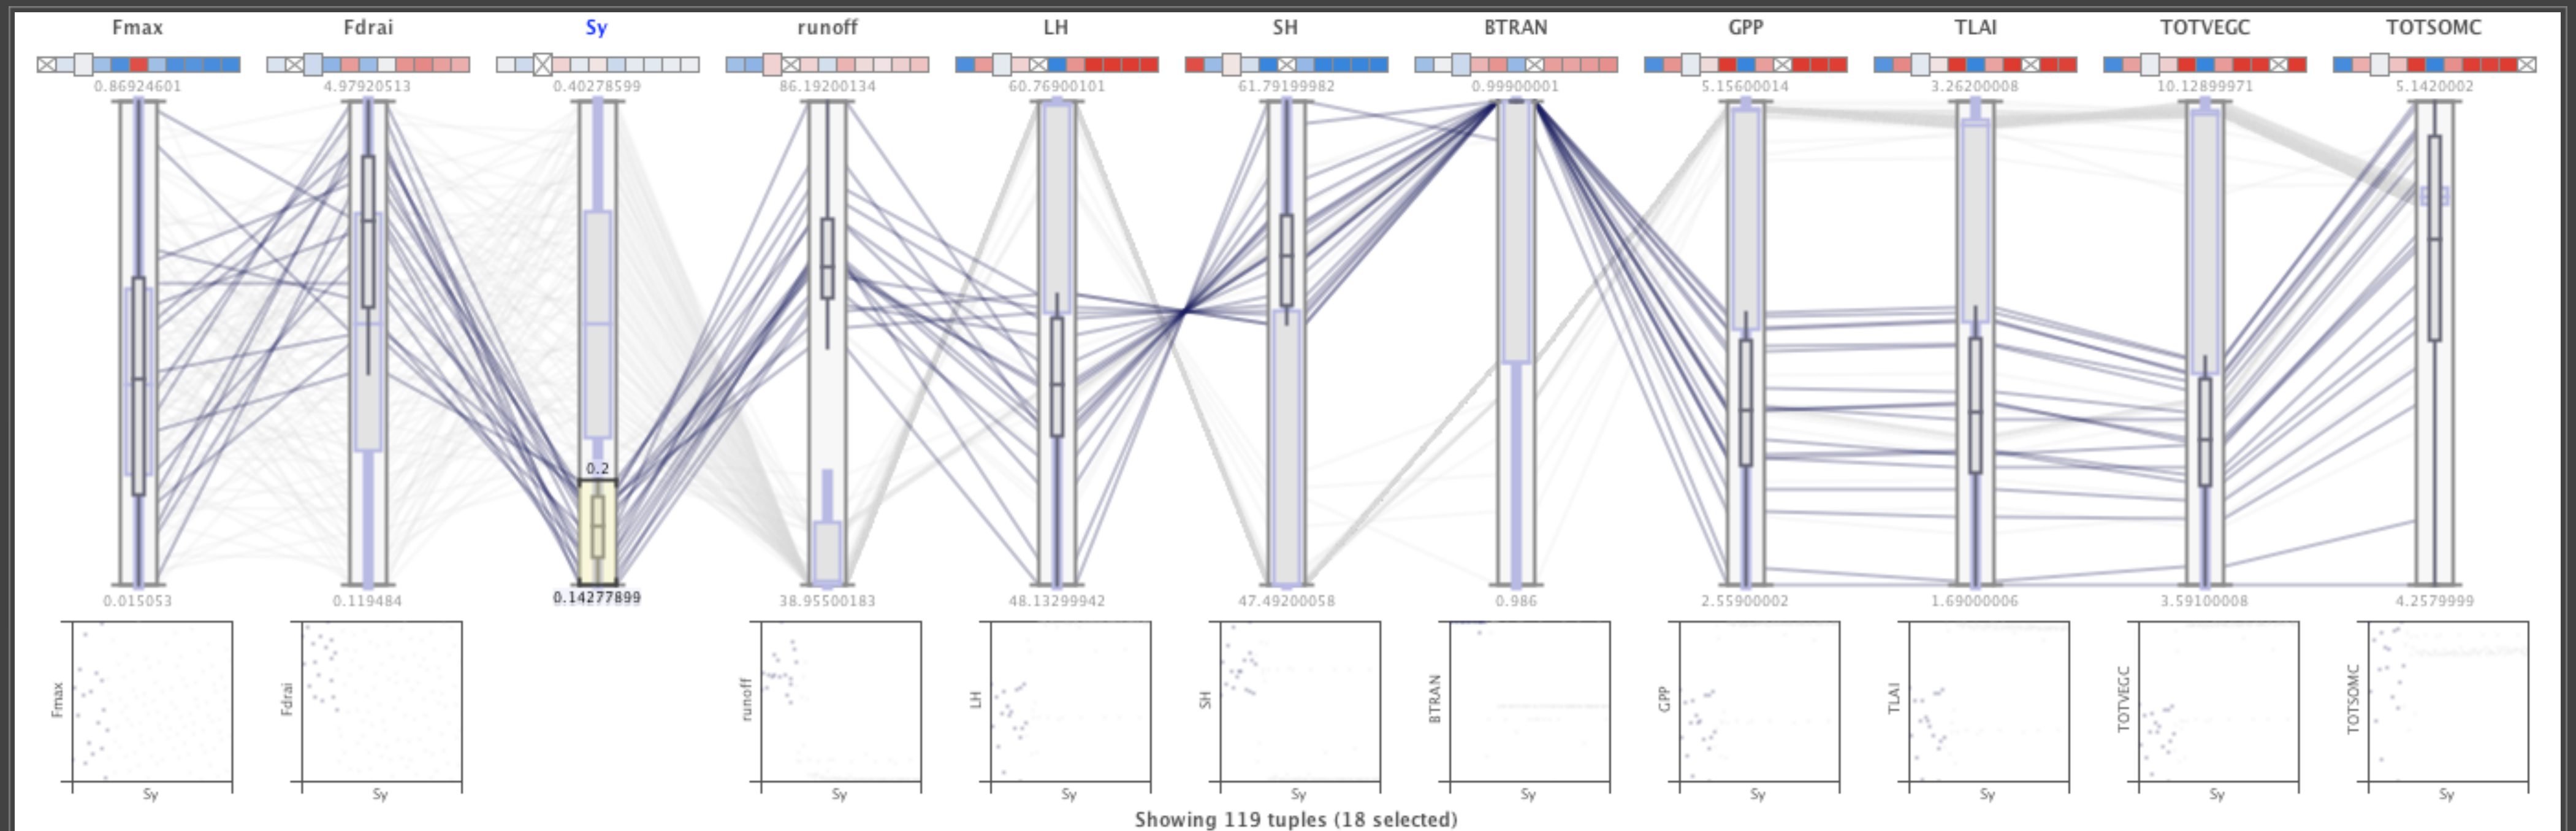 Fmax Fdrai Sy runoff LH SH BTRAN GPP TLAI TOTVEGC TOTSOMC
0.86924601 4.97920513 0.40278599 86.19200134 60.76900101 61.79199982 0.999900001 5.15600014 3.26200008 10.12899971 5.1420002
0.2
0.015053 0.119484 0.14277899 38.95500183 48.13299942 47.49200058 0.986 2.55900002 1.69000006 3.59100008 4.2579999
Fmax Fdrai runoff LH SH BTRAN GPP TLAI TOTVEGC TOTSOMC
Sy Sy Sy Sy Sy Sy Sy Sy Sy Sy
Showing 119 tuples (18 selected)